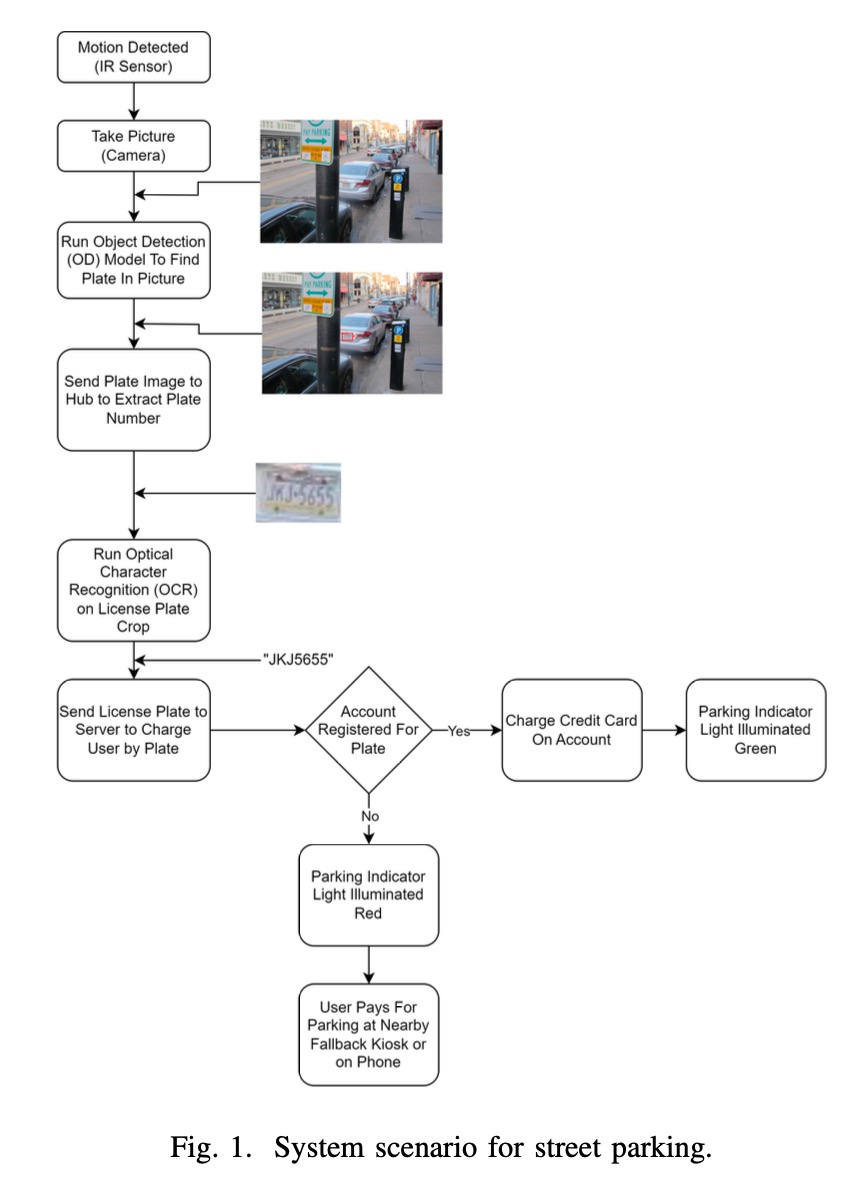 Motion Detected
(IR Sensor)
Take Picture
(Camera)
PAY PARKING
Run Object Detection
(OD) Model To Find
Plate In Picture
PAY PARKING
Send Plate Image to
Hub to Extract Plate
Number
JKJ-5655
Run Optical
Character
Recognition (OCR)
on License Plate
Crop
"JKJ5655"
Send License Plate to
Server to Charge
User by Plate
Account
Registered For
Plate
Yes
Charge Credit Card
On Account
Parking Indicator
Light Illuminated
Green
No
Parking Indicator
Light Illuminated
Red
User Pays For
Parking at Nearby
Fallback Kiosk or
on Phone
Fig. 1. System scenario for street parking.